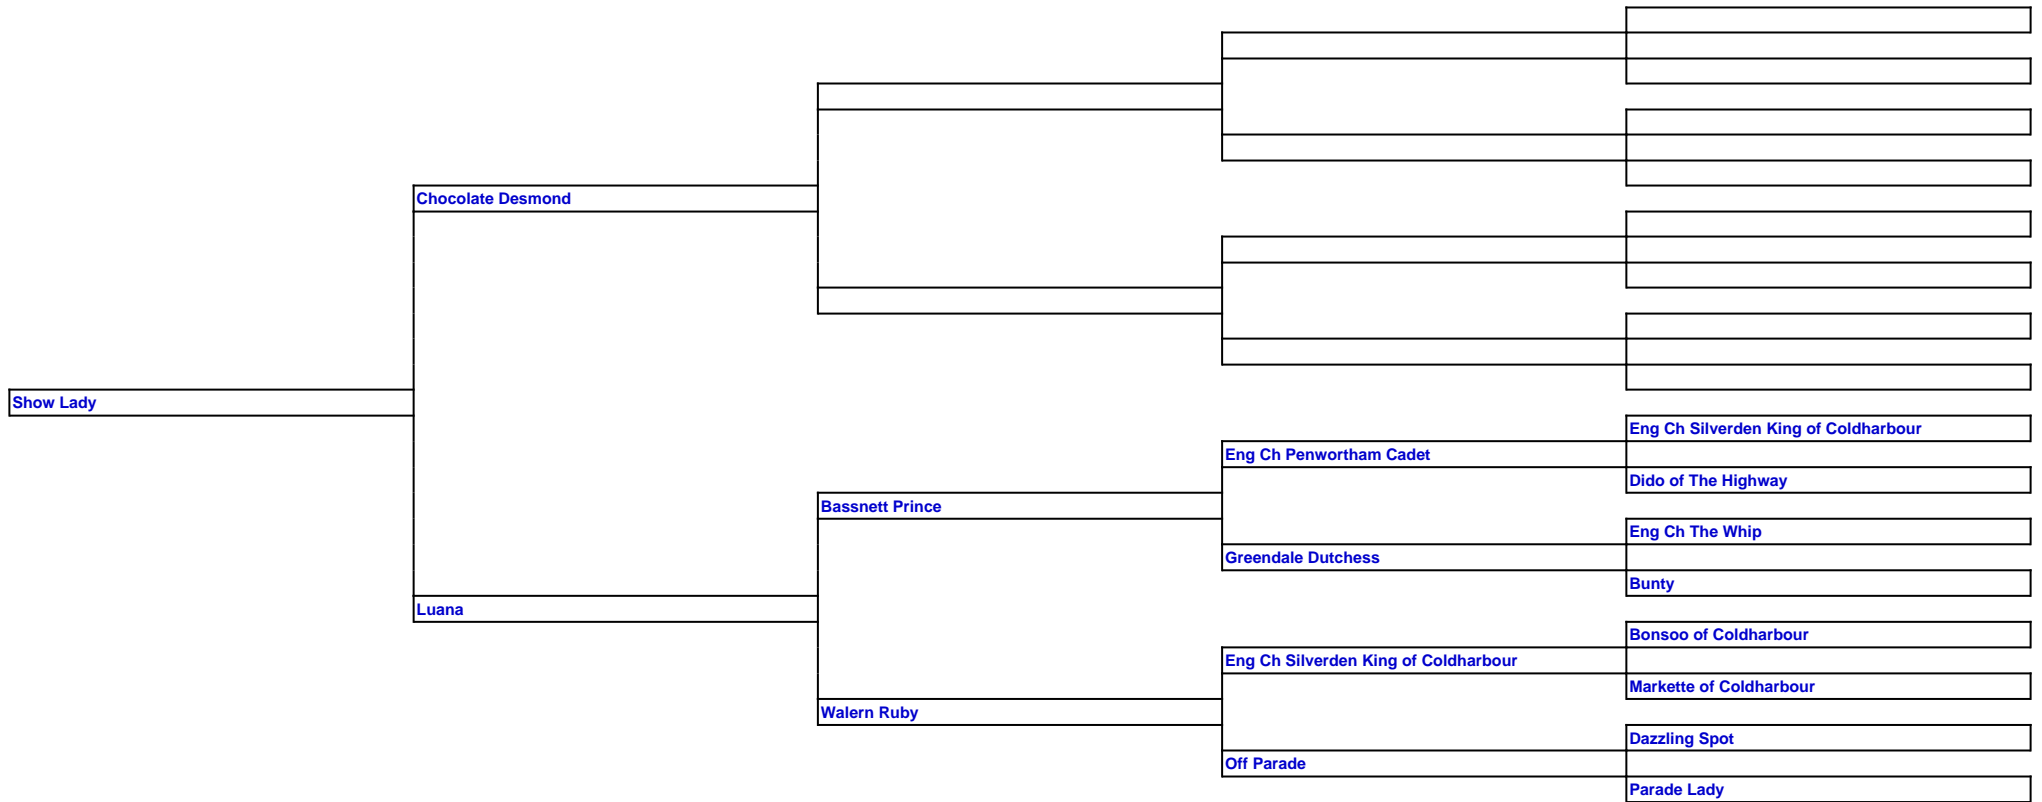 Chocolate Desmond
Show Lady
Eng Ch Silverden King of Coldharbour
Eng Ch Penwortham Cadet
Dido of The Highway
Bassnett Prince
Eng Ch The Whip
Greendale Dutchess
Bunty
Luana
Bonsoo of Coldharbour
Eng Ch Silverden King of Coldharbour
Markette of Coldharbour
Walern Ruby
Dazzling Spot
Off Parade
Parade Lady